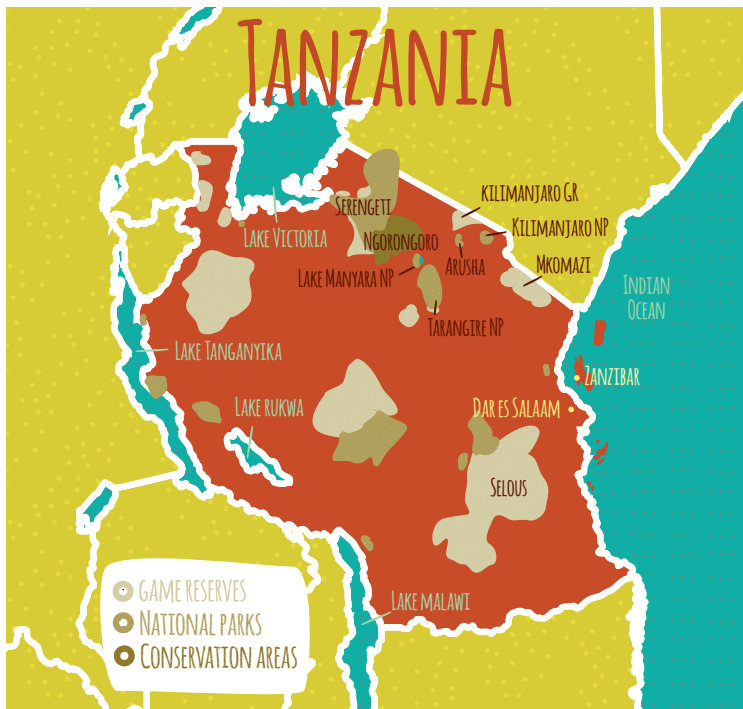 Tanzania
kilimanjaro GR
Serengeti
Kilimanjaro NP
Lake Victoria
Ngorongoro
Arusha
Mkomazi
Lake Manyara NP
Indian
Ocean
Tarangire NP
Lake Tanganyika
Zanzibar
Lake rukwa
Dar es Salaam
Selous
Lake malawi
game reserves
National parks
Conservation areas